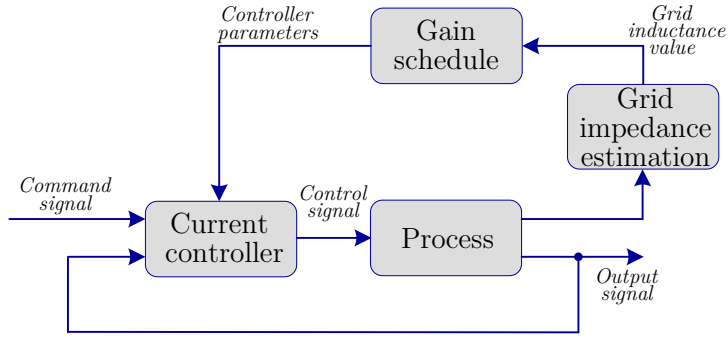 Controller
parameters
Gain
schedule
Grid
inductance
value
Grid
impedance
estimation
Command
signal
Current
controller
Control
signal
Process
Output
signal